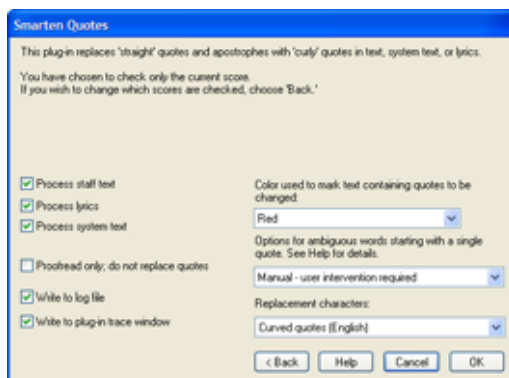 Smarten Quotes
This plug-in replaces 'straight' quotes and apostrophes with 'curly' quotes in text, system text, or lyrics.
You have chosen to check only the current score.
If you wish to change which scores are checked, choose 'Back.'
Process staff text
Process lyrics
Process system text
Proofread only; do not replace quotes
Write to log file
Write to plug-in trace window
Color used to mark text containing quotes to be
changed:
Red
Options for ambiguous words starting with a single
quote. See Help for details.
Manual - user intervention required
Replacement characters:
Curved quotes (English)
< Back
Help
Cancel
OK